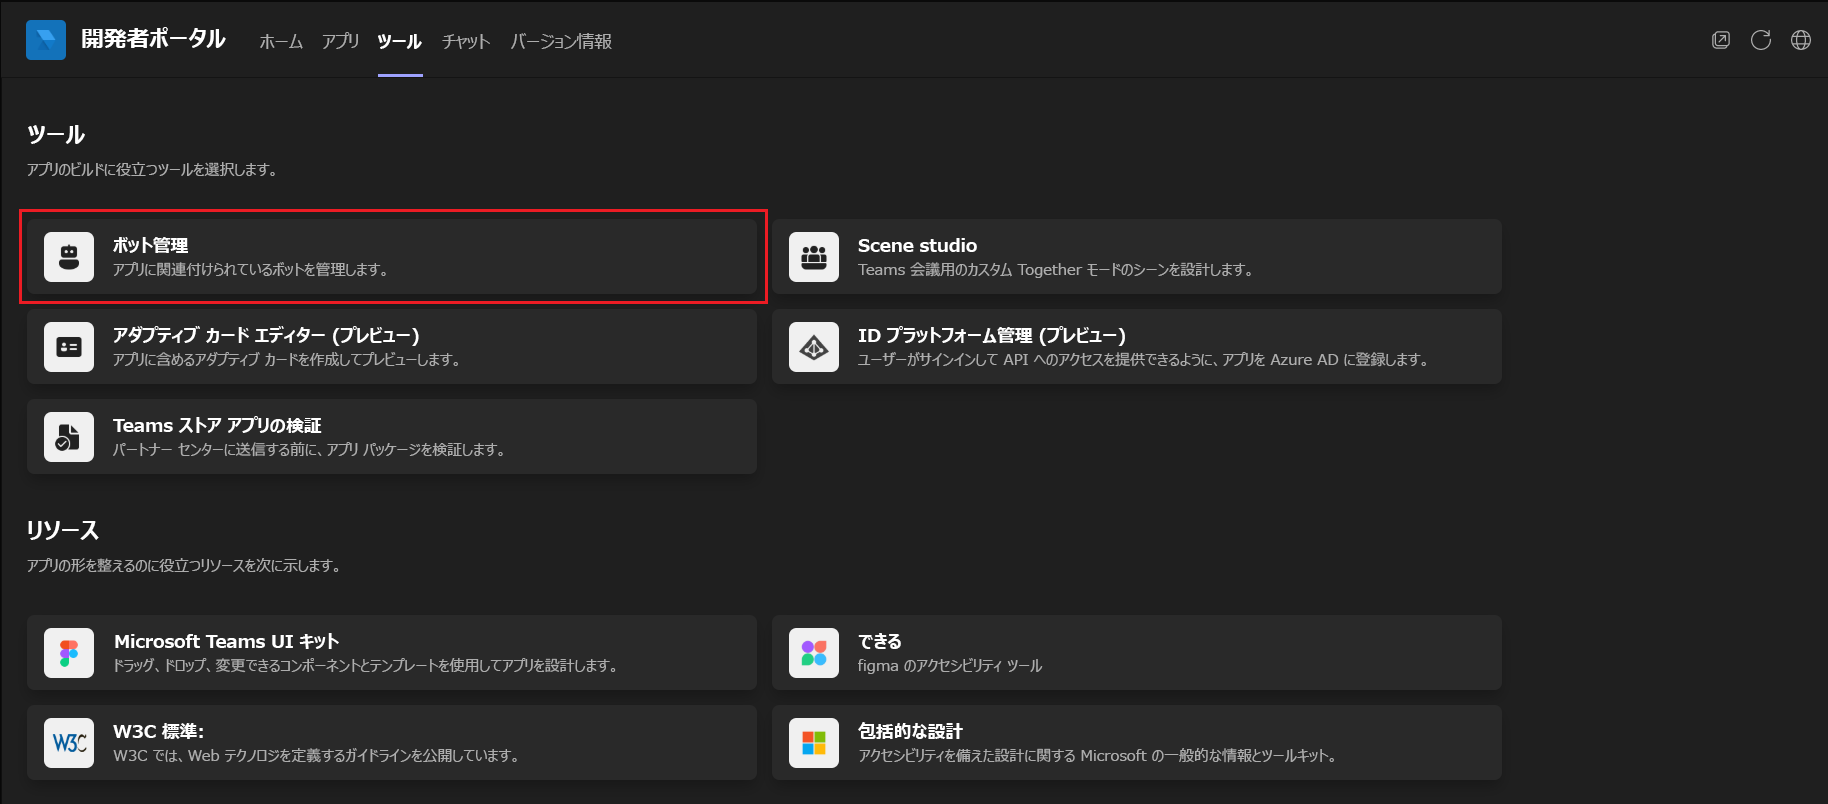 開発者ポータル
ホーム
アプリ
ツール
チャット
バージョン情報
ツール
アプリのビルドに役立つツールを選択します。
ボット管理
アプリに関連付けられているボットを管理します。
Scene studio
Teams 会議用のカスタム Together モードのシーンを設計します。
アダプティブ カード エディター (プレビュー)
アプリに含めるアダプティブ カードを作成してプレビューします。
ID プラットフォーム管理 (プレビュー)
ユーザーがサインインして API へのアクセスを提供できるように、アプリを Azure AD に登録します。
Teams ストア アプリの検証
パートナー センターに送信する前に、アプリ パッケージを検証します。
リソース
アプリの形を整えるのに役立つリソースを次に示します。
Microsoft Teams UI キット
ドラッグ、ドロップ、変更できるコンポーネントとテンプレートを使用してアプリを設計します。
できる
figma のアクセシビリティ ツール
W3C
W3C 標準:
W3C では、Web テクノロジを定義するガイドラインを公開しています。
包括的な設計
アクセシビリティを備えた設計に関する Microsoft の一般的な情報とツールキット。